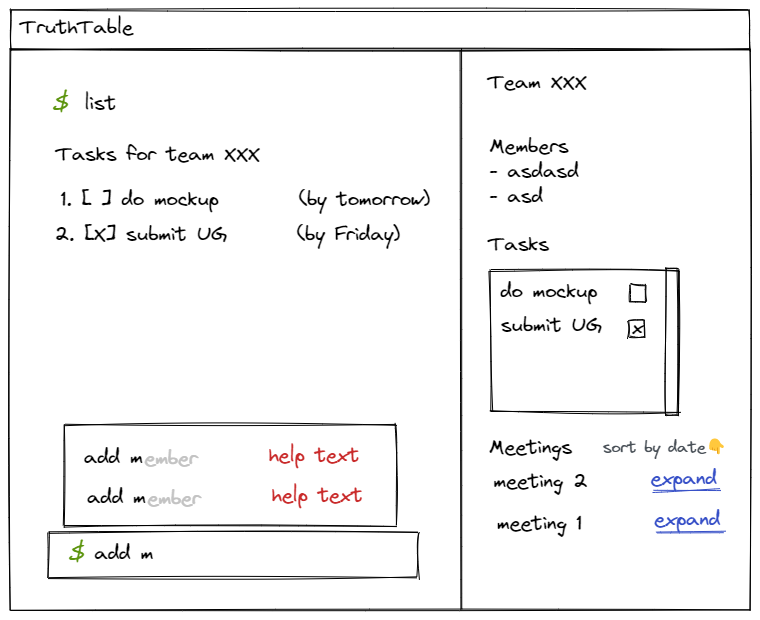 TruthTable
$ list
Tasks for team XXX
1. [ ] do mockup (by tomorrow)
2. [X] submit UG (by Friday)
add member help text
add member help text
$ add m
Team XXX
Members
- asdasd
- asd
Tasks
do mockup
submit UG x
Meetings sort by date👇
meeting 2 expand
meeting 1 expand